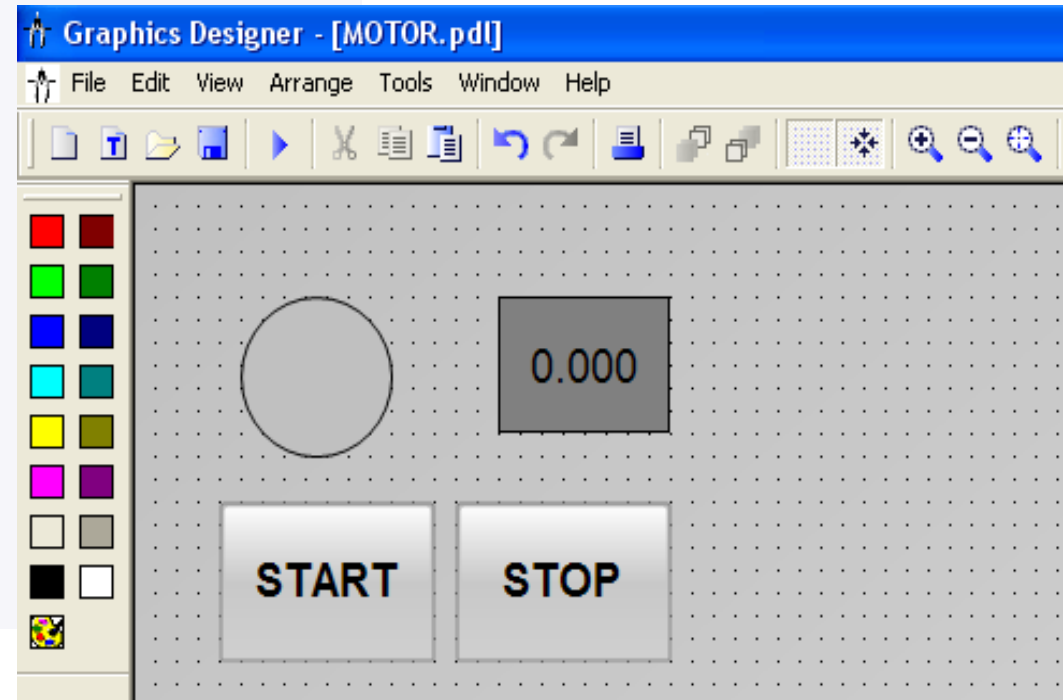 Graphics Designer - [MOTOR.pdl]
File Edit View Arrange Tools Window Help
T
0.000
START STOP